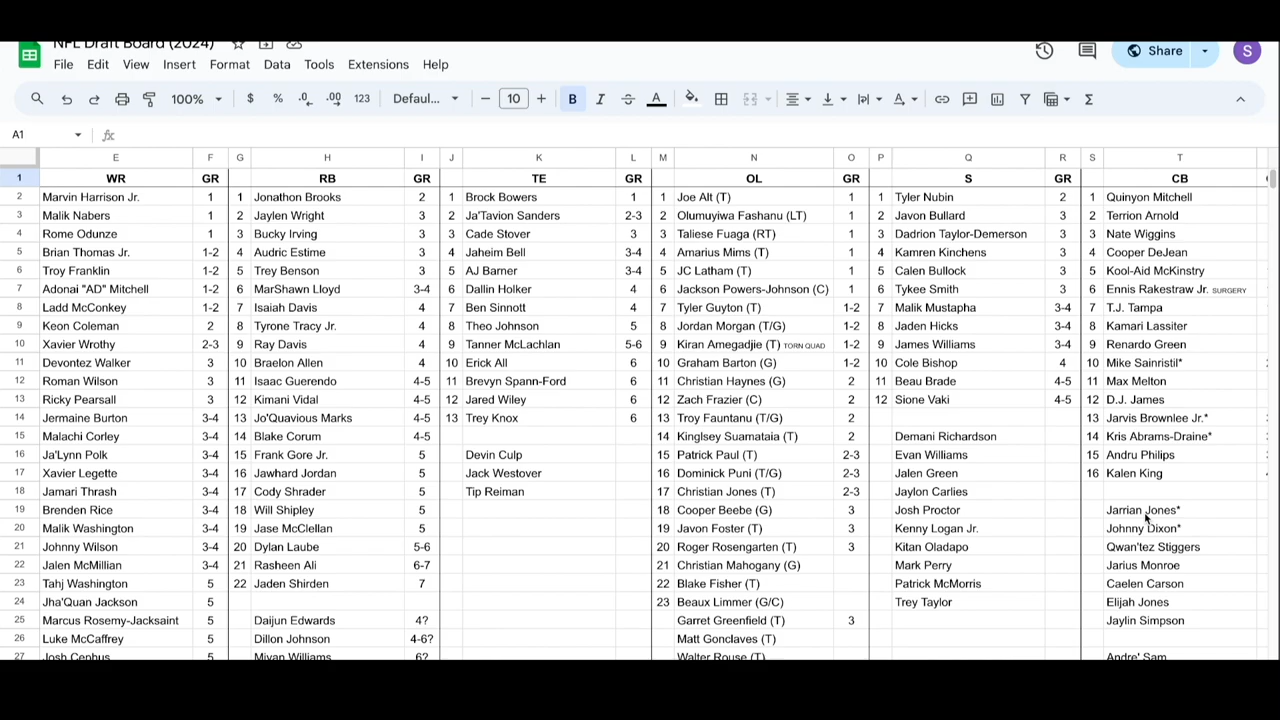 NFL Draft Board (2024)
File Edit View Insert Format Data Tools Extensions Help
Share S
100% $ % .0 .00 123 Defaul... 10 B I A
A1 fx
E F G H I J K L M N O P Q R S T
1 WR GR RB GR TE GR OL GR S GR CB
2 Marvin Harrison Jr. 1 1 Jonathon Brooks 2 1 Brock Bowers 1 1 Joe Alt (T) 1 1 Tyler Nubin 2 1 Quinyon Mitchell
3 Malik Nabers 1 2 Jaylen Wright 3 2 Ja'Tavion Sanders 2-3 2 Olumuyiwa Fashanu (LT) 1 2 Javon Bullard 3 2 Terrion Arnold
4 Rome Odunze 1 3 Bucky Irving 3 3 Cade Stover 3 3 Taliese Fuaga (RT) 1 3 Dadrion Taylor-Demerson 3 3 Nate Wiggins
5 Brian Thomas Jr. 1-2 4 Audric Estime 3 4 Jaheim Bell 3-4 4 Amarius Mims (T) 1 4 Kamren Kinchens 3 4 Cooper DeJean
6 Troy Franklin 1-2 5 Trey Benson 3 5 AJ Barner 3-4 5 JC Latham (T) 1 5 Calen Bullock 3 5 Kool-Aid McKinstry
7 Adonai "AD" Mitchell 1-2 6 MarShawn Lloyd 3-4 6 Dallin Holker 4 6 Jackson Powers-Johnson (C) 1 6 Tykee Smith 3 6 Ennis Rakestraw Jr. SURGERY
8 Ladd McConkey 1-2 7 Isaiah Davis 4 7 Ben Sinnott 4 7 Tyler Guyton (T) 1-2 7 Malik Mustapha 3-4 7 T.J. Tampa
9 Keon Coleman 2 8 Tyrone Tracy Jr. 4 8 Theo Johnson 5 8 Jordan Morgan (T/G) 1-2 8 Jaden Hicks 3-4 8 Kamari Lassiter
10 Xavier Wrothy 2-3 9 Ray Davis 4 9 Tanner McLachlan 5-6 9 Kiran Amegadjie (T) TORN QUAD 1-2 9 James Williams 3-4 9 Renardo Green
11 Devontez Walker 3 10 Braelon Allen 4 10 Erick All 6 10 Graham Barton (G) 1-2 10 Cole Bishop 4 10 Mike Sainristil*
12 Roman Wilson 3 11 Isaac Guerendo 4-5 11 Brevyn Spann-Ford 6 11 Christian Haynes (G) 2 11 Beau Brade 4-5 11 Max Melton
13 Ricky Pearsall 3 12 Kimani Vidal 4-5 12 Jared Wiley 6 12 Zach Frazier (C) 2 12 Sione Vaki 4-5 12 D.J. James
14 Jermaine Burton 3-4 13 Jo'Quavious Marks 4-5 13 Trey Knox 6 13 Troy Fauntanu (T/G) 2 13 Jarvis Brownlee Jr.*
15 Malachi Corley 3-4 14 Blake Corum 4-5 14 Kinglsey Suamataia (T) 2 Demani Richardson 14 Kris Abrams-Draine*
16 Ja'Lynn Polk 3-4 15 Frank Gore Jr. 5 Devin Culp 15 Patrick Paul (T) 2-3 Evan Williams 15 Andru Philips
17 Xavier Legette 3-4 16 Jawhard Jordan 5 Jack Westover 16 Dominick Puni (T/G) 2-3 Jalen Green 16 Kalen King
18 Jamari Thrash 3-4 17 Cody Shrader 5 Tip Reiman 17 Christian Jones (T) 2-3 Jaylon Carlies
19 Brenden Rice 3-4 18 Will Shipley 5 18 Cooper Beebe (G) 3 Josh Proctor Jarrian Jones*
20 Malik Washington 3-4 19 Jase McClellan 5 19 Javon Foster (T) 3 Kenny Logan Jr. Johnny Dixon*
21 Johnny Wilson 3-4 20 Dylan Laube 5-6 20 Roger Rosengarten (T) 3 Kitan Oladapo Qwan'tez Stiggers
22 Jalen McMillian 3-4 21 Rasheen Ali 6-7 21 Christian Mahogany (G) Mark Perry Jarius Monroe
23 Tahj Washington 5 22 Jaden Shirden 7 22 Blake Fisher (T) Patrick McMorris Caelen Carson
24 Jha'Quan Jackson 5 23 Beaux Limmer (G/C) Trey Taylor Elijah Jones
25 Marcus Rosemy-Jacksaint 5 Daijun Edwards 4? Garret Greenfield (T) 3 Jaylin Simpson
26 Luke McCaffrey 5 Dillon Johnson 4-6? Matt Gonclaves (T)
27 Josh Cephus 5 Miyan Williams 6? Walter Rouse (T) Andre' Sam